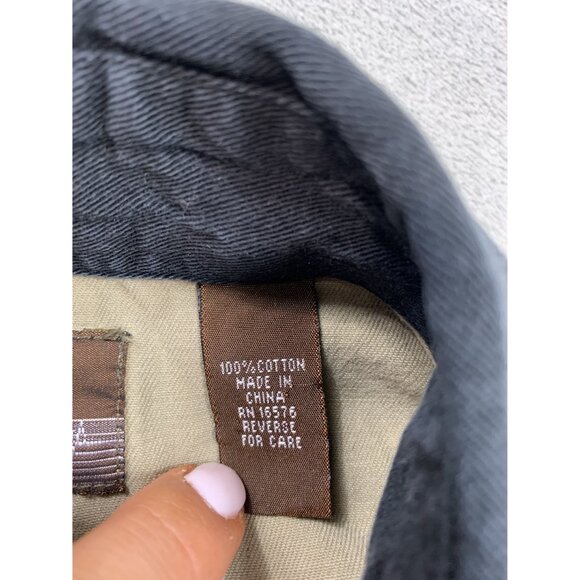 100% COTTON
MADE IN
CHINA
RN 16576
REVERSE
FOR CARE